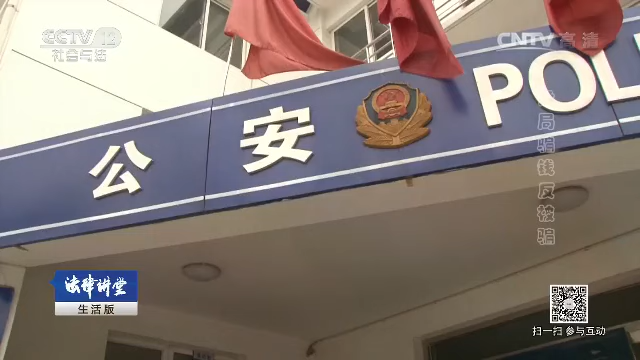 CCTV 12
社会与法
CNTV 高清
公安
POL
局骗钱反被骗
法律讲堂
生活版
扫一扫 参与互动